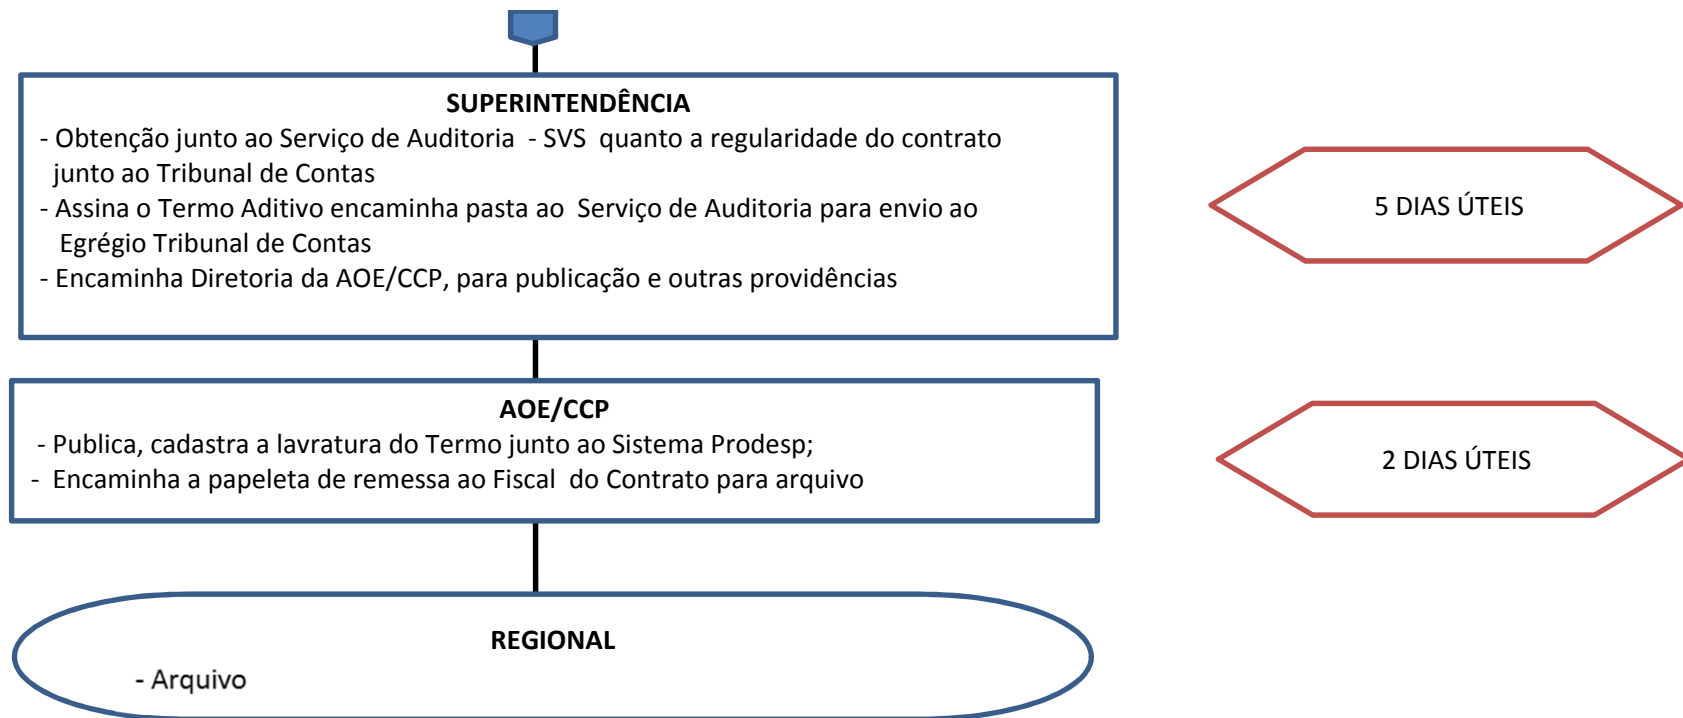 SUPERINTENDÊNCIA
- Obtenção junto ao Serviço de Auditoria - SVS quanto a regularidade do contrato
junto ao Tribunal de Contas
- Assina o Termo Aditivo encaminha pasta ao Serviço de Auditoria para envio ao
Egrégio Tribunal de Contas
- Encaminha Diretoria da AOE/CCP, para publicação e outras providências
5 DIAS ÚTEIS
AOE/CCP
- Publica, cadastra a lavratura do Termo junto ao Sistema Prodesp;
- Encaminha a papeleta de remessa ao Fiscal do Contrato para arquivo
2 DIAS ÚTEIS
REGIONAL
- Arquivo